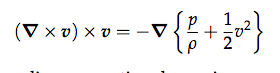 (∇ × v) × v = −∇ { p/ρ + 1/2 v² }